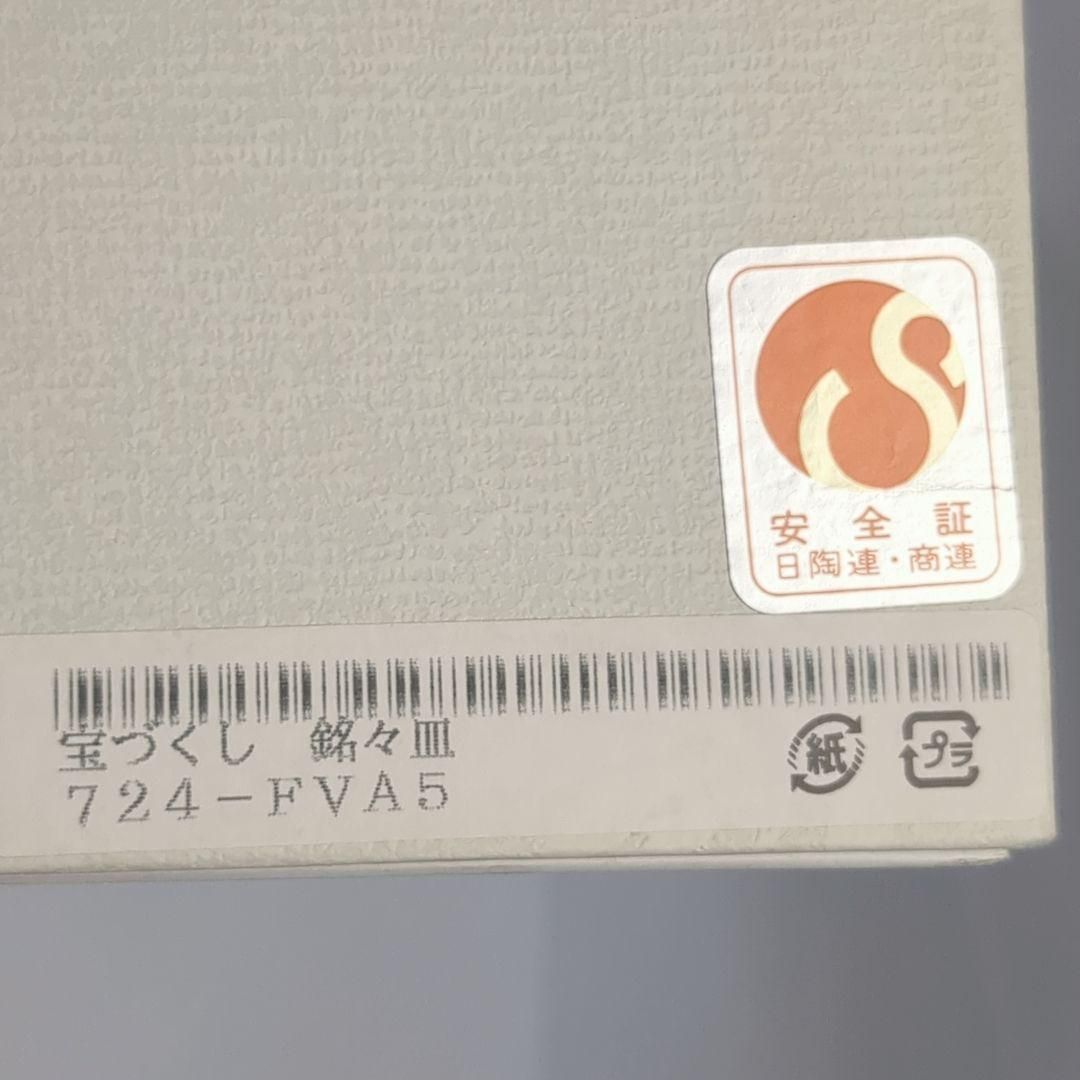 安全証
日陶連・商連
宝づくし 銘々皿
724-FVA5
紙
プラ